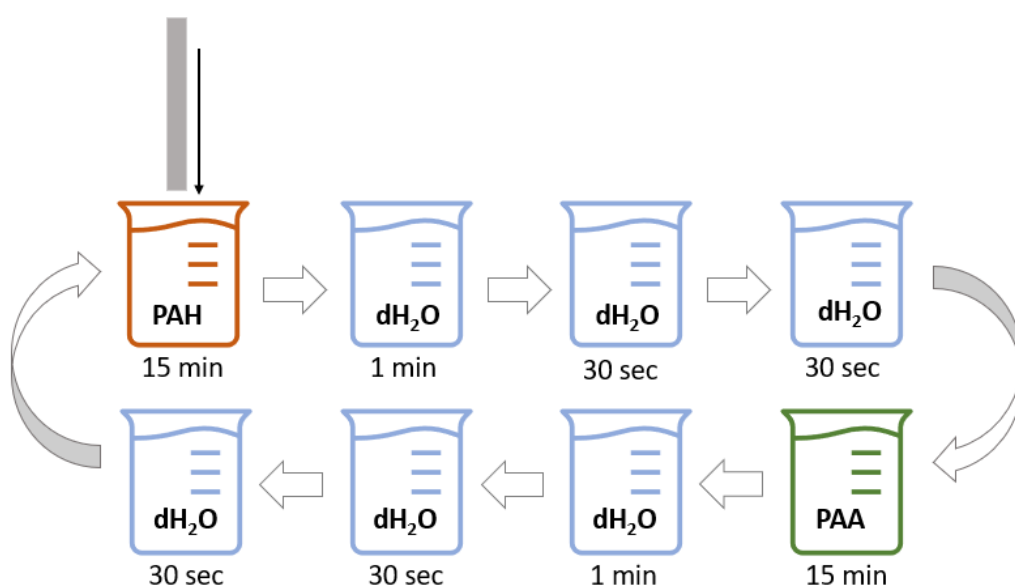 PAH
15 min
dH₂O
1 min
dH₂O
30 sec
dH₂O
30 sec
dH₂O
30 sec
dH₂O
30 sec
dH₂O
1 min
PAA
15 min